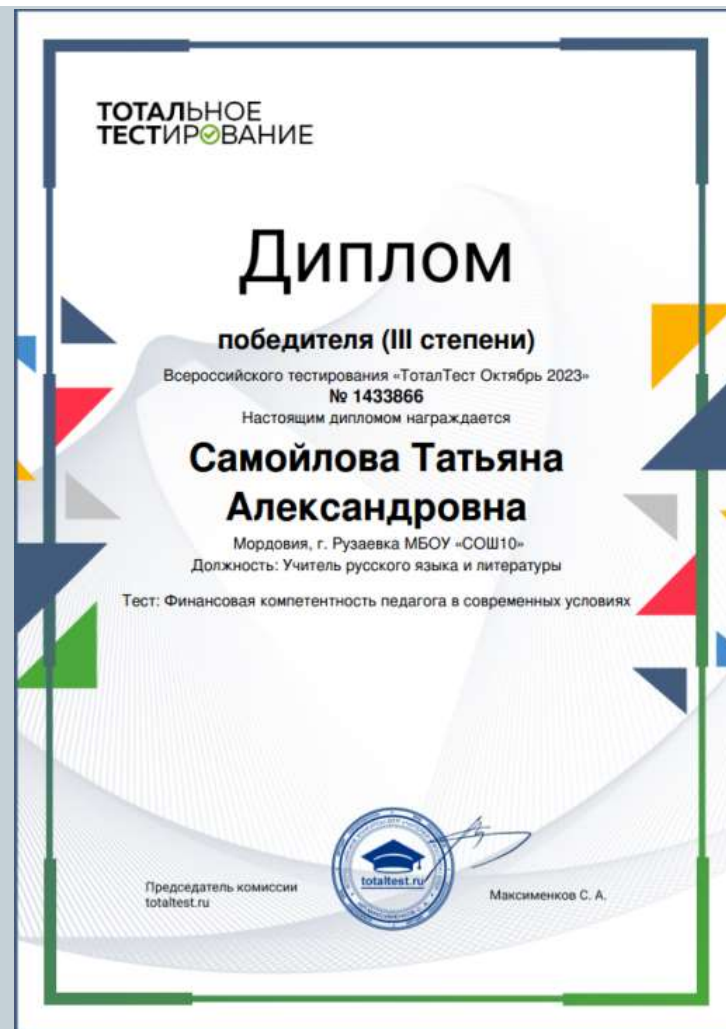 ТОТАЛЬНОЕ
ТЕСТИРОВАНИЕ
Диплом
победителя (III степени)
Всероссийского тестирования «ТоталТест Октябрь 2023»
№ 1433866
Настоящим дипломом награждается
Самойлова Татьяна
Александровна
Мордовия, г. Рузаевка МБОУ «СОШ10»
Должность: Учитель русского языка и литературы
Тест: Финансовая компетентность педагога в современных условиях
Председатель комиссии
totaltest.ru
totaltest.ru
Максименков С. А.